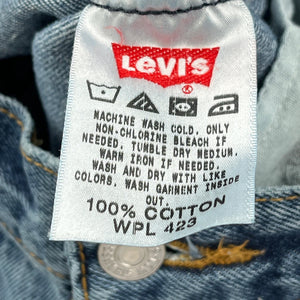 LEVI'S
®
MACHINE WASH COLD. ONLY
NON-CHLORINE BLEACH IF
NEEDED. TUMBLE DRY MEDIUM.
WARM IRON IF NEEDED.
WASH AND DRY WITH LIKE
COLORS. WASH GARMENT INSIDE
OUT.
100% COTTON
WPL 423